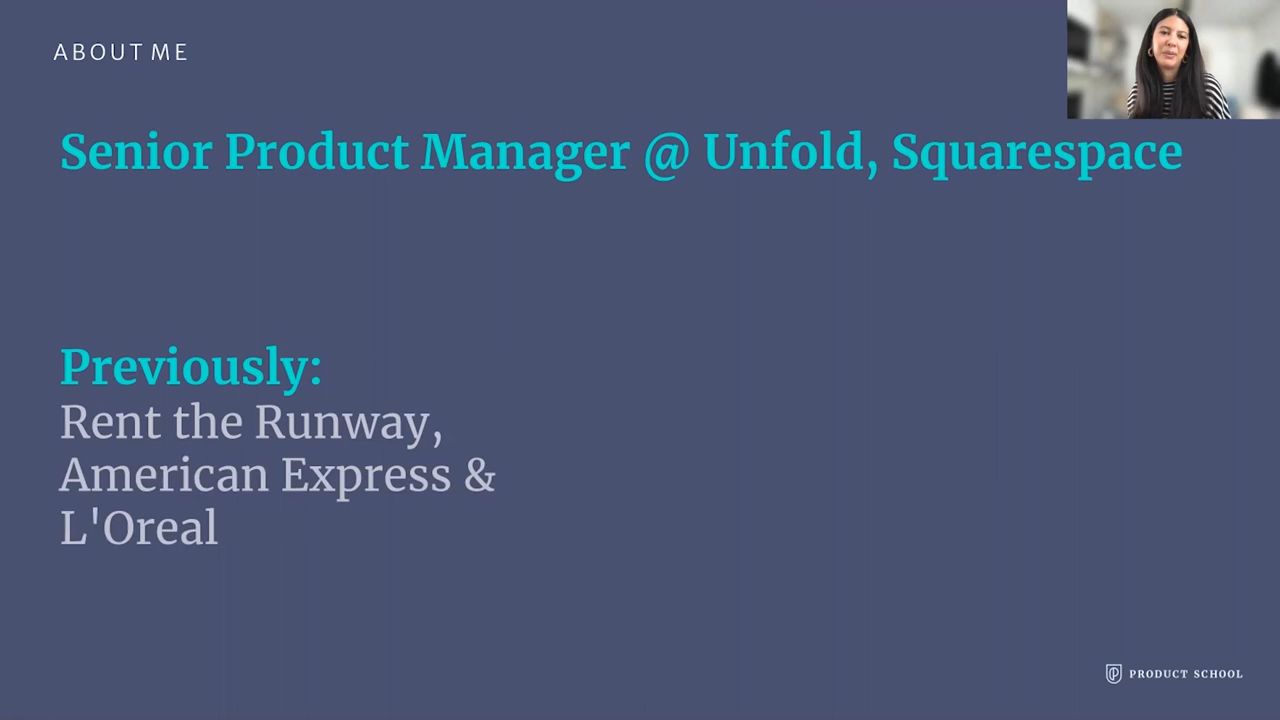 ABOUT ME
Senior Product Manager @ Unfold, Squarespace
Previously:
Rent the Runway,
American Express &
L'Oreal
PRODUCT SCHOOL